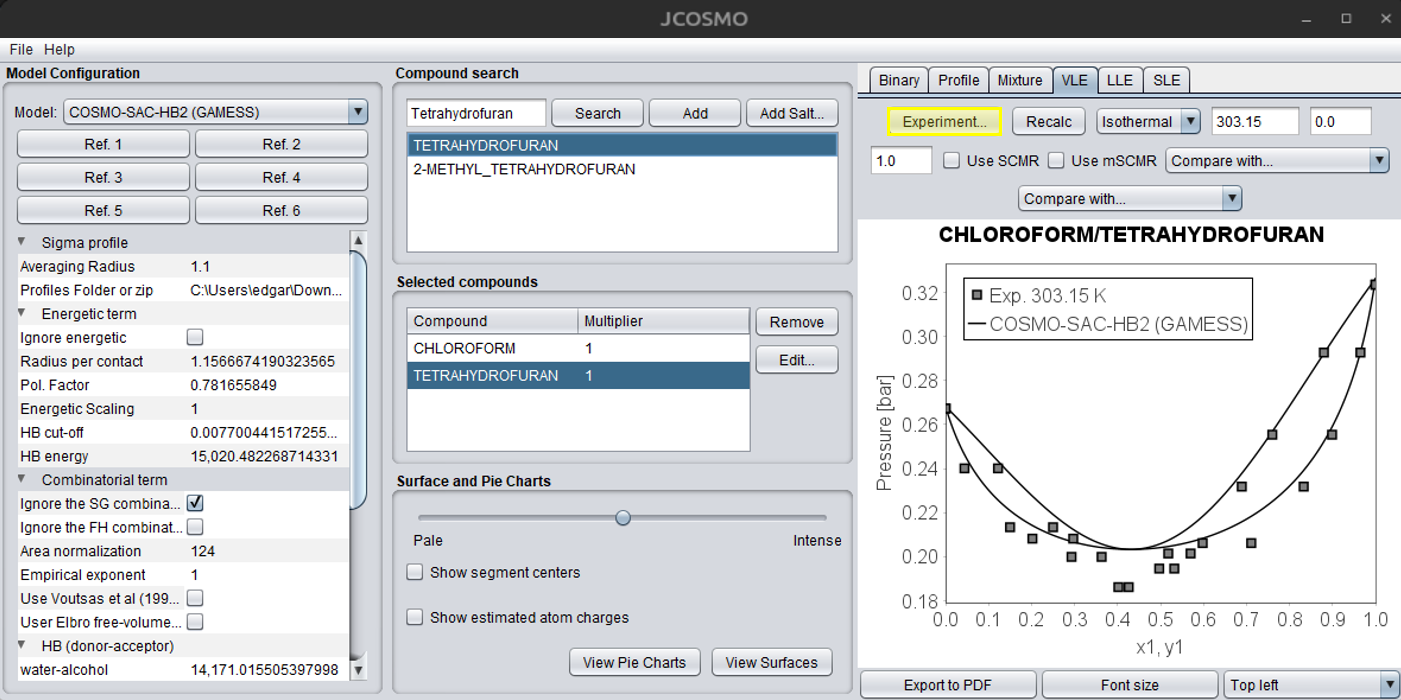 JCOSMO
File Help
Model Configuration
Model: COSMO-SAC-HB2 (GAMESS)
Ref. 1 Ref. 2
Ref. 3 Ref. 4
Ref. 5 Ref. 6
Sigma profile
Averaging Radius 1.1
Profiles Folder or zip C:\Users\edgar\Down...
Energetic term
Ignore energetic
Radius per contact 1.1566674190323565
Pol. Factor 0.781655849
Energetic Scaling 1
HB cut-off 0.007700441517255...
HB energy 15,020.482268714331
Combinatorial term
Ignore the SG combina...
Ignore the FH combinat...
Area normalization 124
Empirical exponent 1
Use Voutsas et al (199...
User Elbro free-volume...
HB (donor-acceptor)
water-alcohol 14,171.015505397998
Compound search
Tetrahydrofuran Search Add Add Salt...
TETRAHYDROFURAN
2-METHYL_TETRAHYDROFURAN
Selected compounds
Compound Multiplier
CHLOROFORM 1
TETRAHYDROFURAN 1
Remove
Edit...
Surface and Pie Charts
Pale Intense
Show segment centers
Show estimated atom charges
View Pie Charts View Surfaces
Binary Profile Mixture VLE LLE SLE
Experiment... Recalc Isothermal 303.15 0.0
1.0 Use SCMR Use mSCMR Compare with...
Compare with...
CHLOROFORM/TETRAHYDROFURAN
Exp. 303.15 K
COSMO-SAC-HB2 (GAMESS)
Pressure [bar]
0.32
0.30
0.28
0.26
0.24
0.22
0.20
0.18
0.0 0.1 0.2 0.3 0.4 0.5 0.6 0.7 0.8 0.9 1.0
x1, y1
Export to PDF Font size Top left